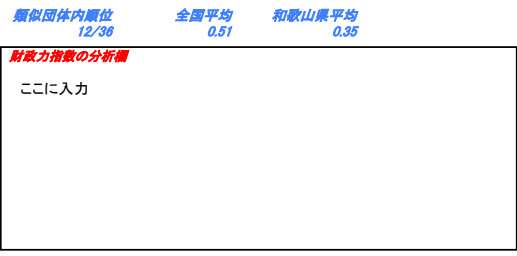 類似団体内順位 全国平均 和歌山県平均
12/36 0.51 0.35
財政力指数の分析欄
ここに入力